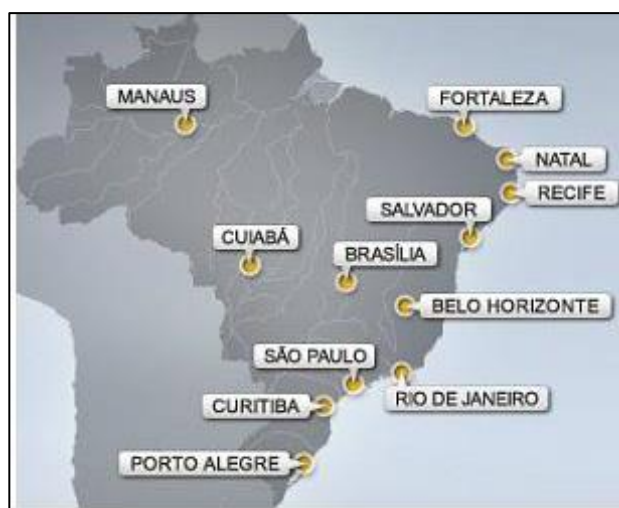 MANAUS
FORTALEZA
NATAL
RECIFE
SALVADOR
CUIABÁ
BRASÍLIA
BELO HORIZONTE
SÃO PAULO
RIO DE JANEIRO
CURITIBA
PORTO ALEGRE